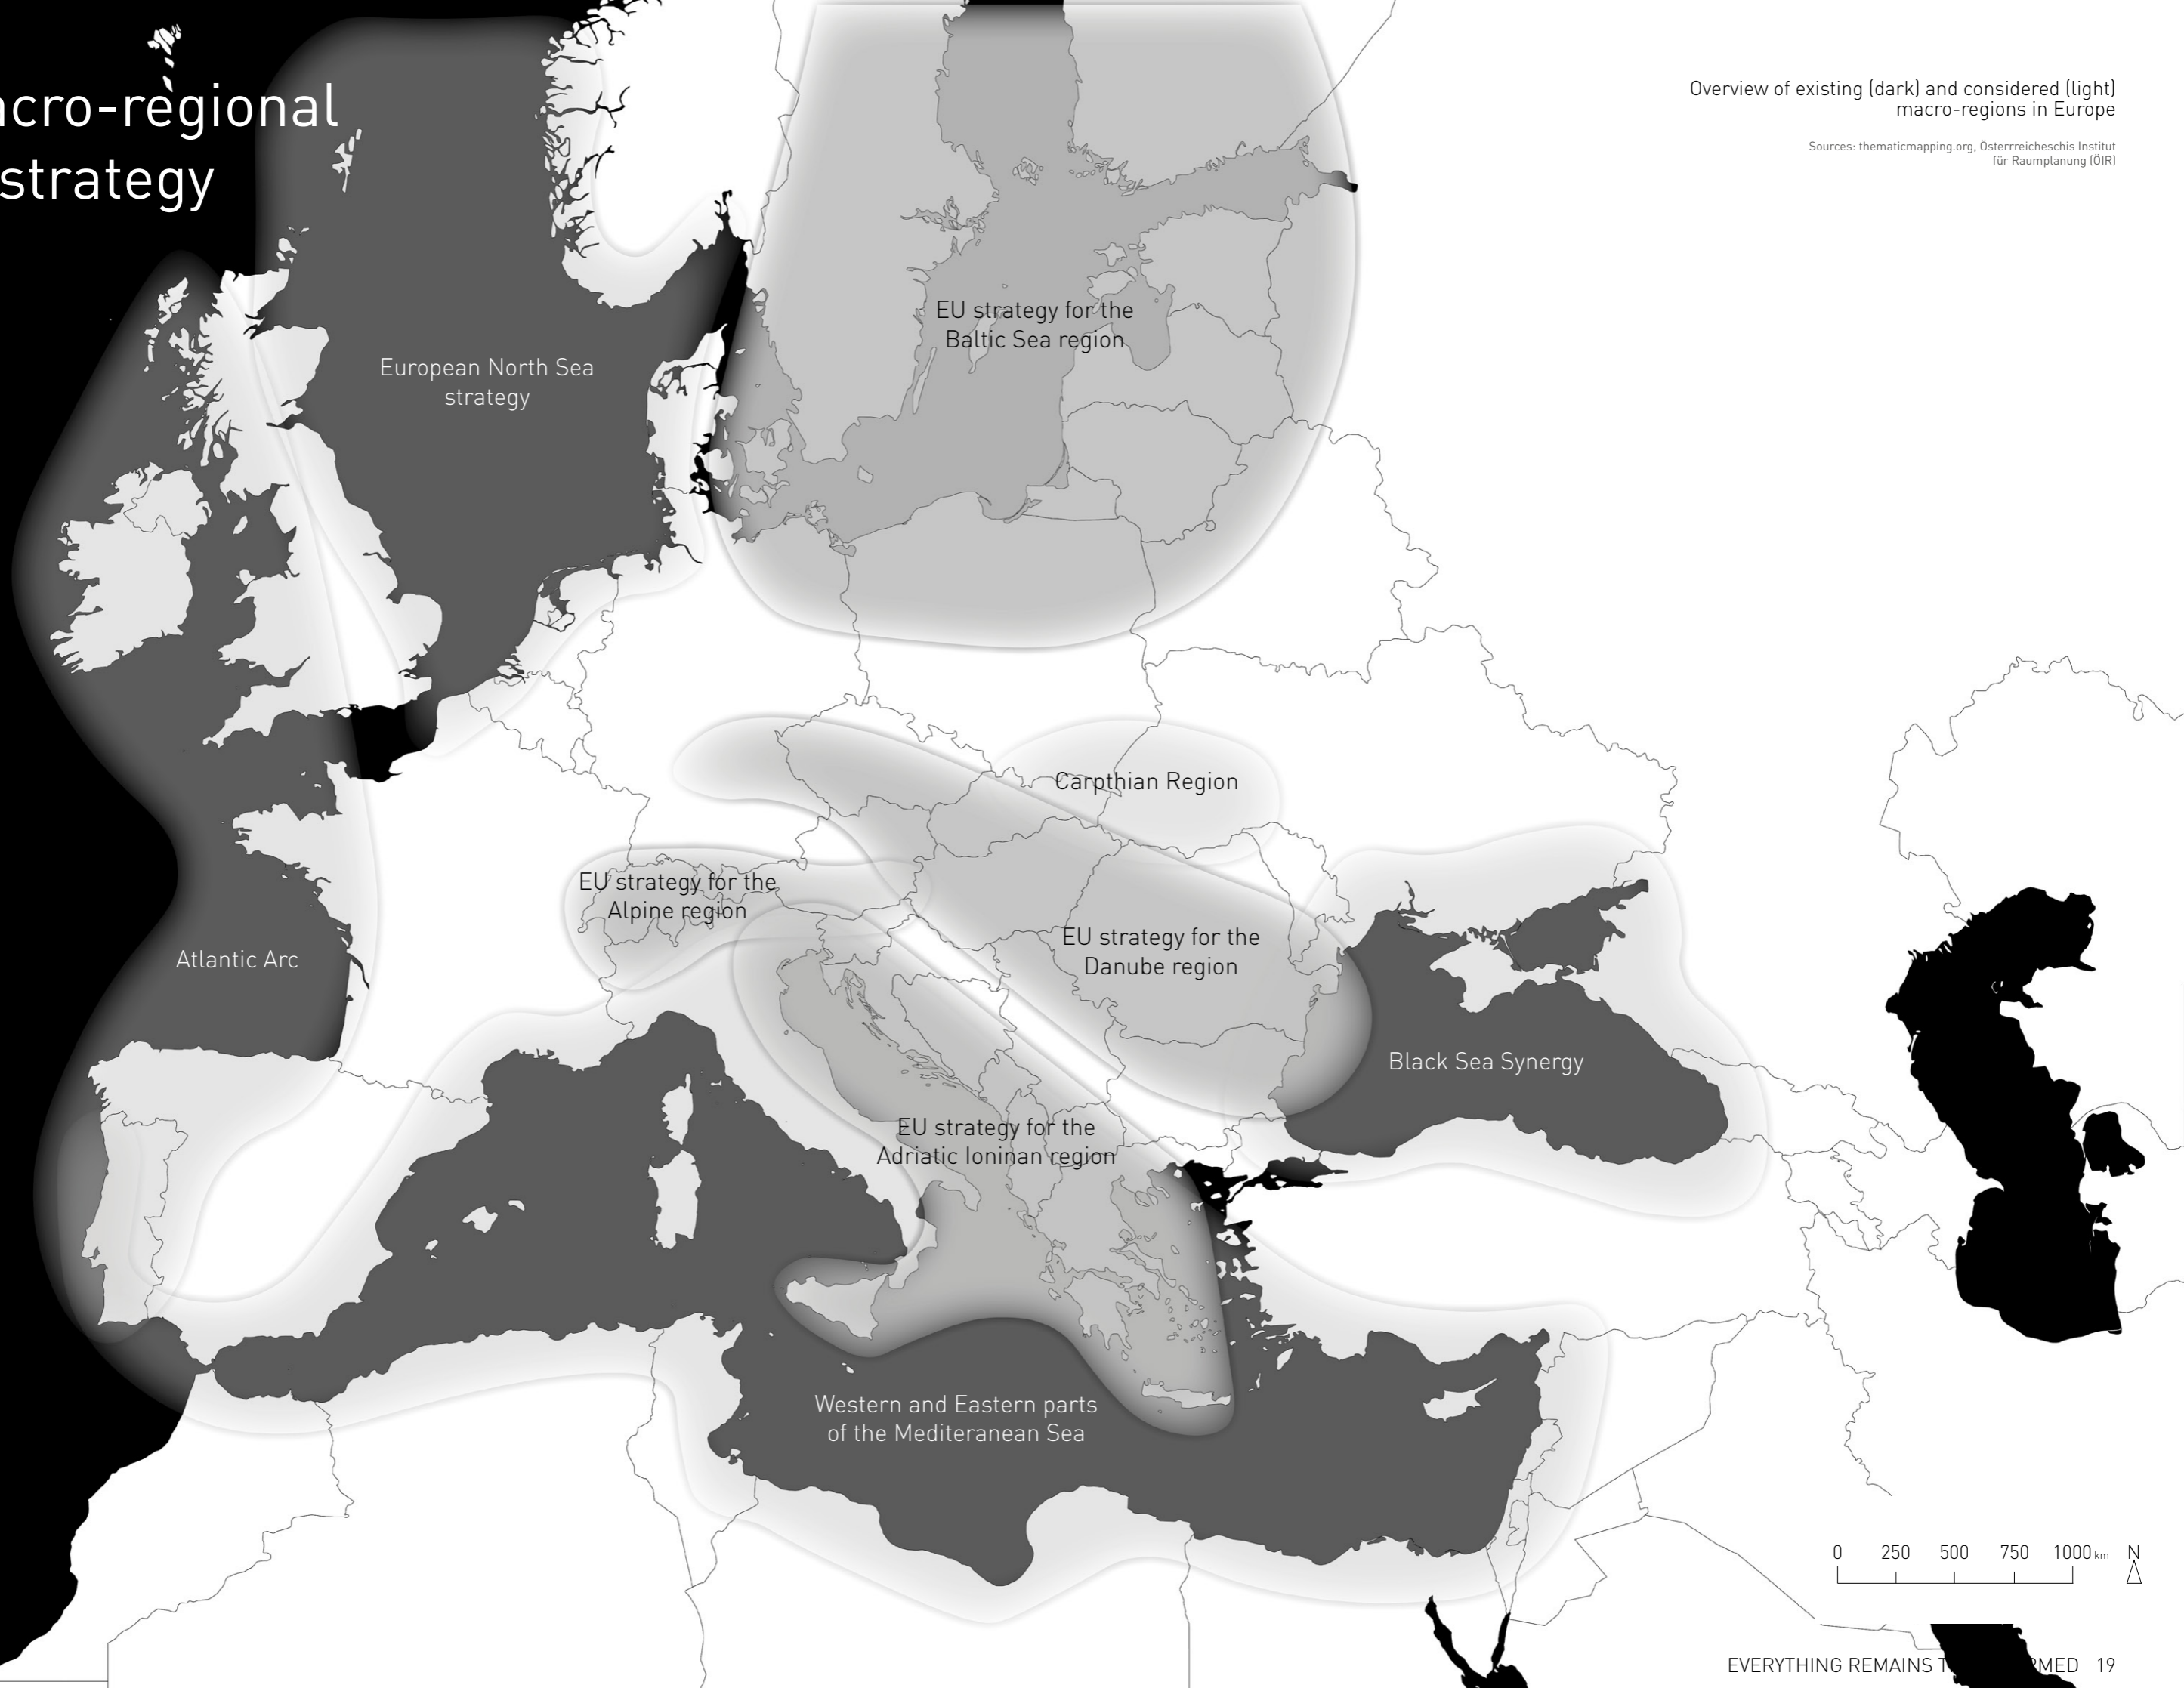 acro-regional
strategy
Overview of existing (dark) and considered (light)
macro-regions in Europe
Sources: thematicmapping.org, Österrreicheschis Institut
für Raumplanung (ÖIR)
EU strategy for the
Baltic Sea region
European North Sea
strategy
Carpthian Region
EU strategy for the
Alpine region
EU strategy for the
Danube region
Atlantic Arc
Black Sea Synergy
EU strategy for the
Adriatic Ioninan region
Western and Eastern parts
of the Mediteranean Sea
0 250 500 750 1000 km N
EVERYTHING REMAINS 19